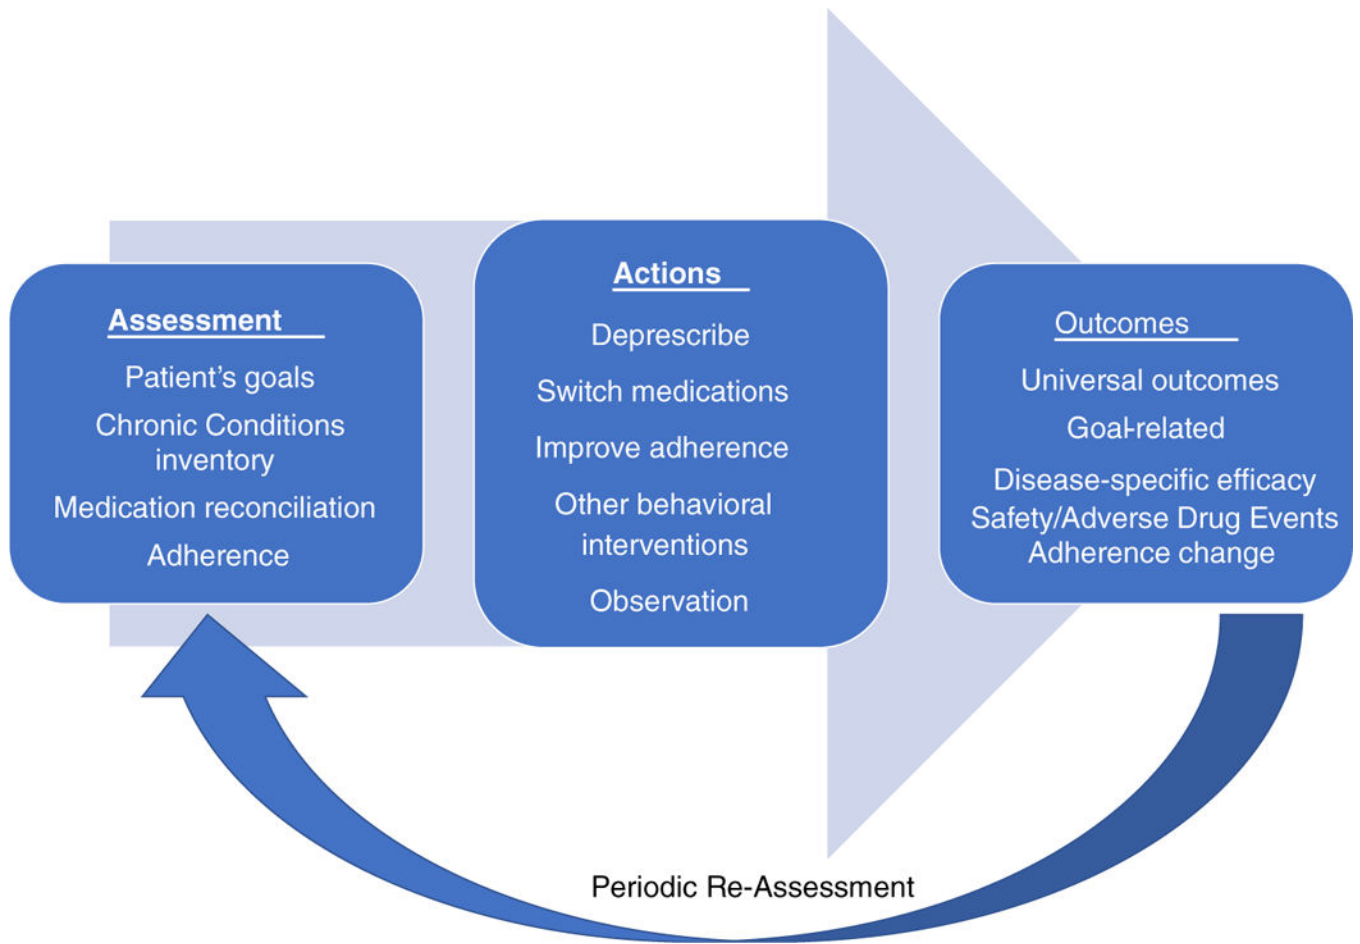 Assessment
Patient's goals
Chronic Conditions
inventory
Medication reconciliation
Adherence
Actions
Deprescribe
Switch medications
Improve adherence
Other behavioral
interventions
Observation
Outcomes
Universal outcomes
Goal-related
Disease-specific efficacy
Safety/Adverse Drug Events
Adherence change
Periodic Re-Assessment